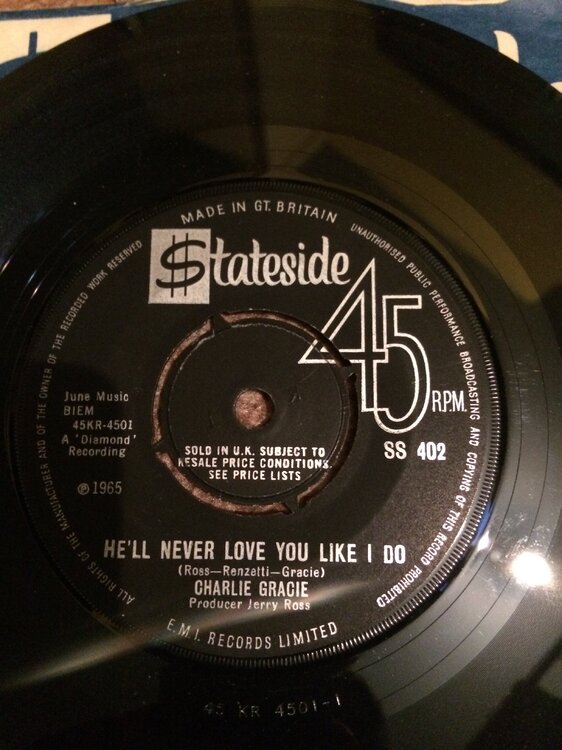 MADE IN GT. BRITAIN
UNAUTHORISED PUBLIC PERFORMANCE BROADCASTING AND COPYING OF THIS RECORD PROHIBITED
ALL RIGHTS OF THE MANUFACTURER AND OF THE OWNER OF THE RECORDED WORK RESERVED
$tateside
45 R.P.M.
June Music
BIEM
45KR-4501
A 'Diamond'
Recording
℗ 1965
SS 402
SOLD IN U.K. SUBJECT TO
RESALE PRICE CONDITIONS.
SEE PRICE LISTS
HE'LL NEVER LOVE YOU LIKE I DO
(Ross—Renzetti—Gracie)
CHARLIE GRACIE
Producer Jerry Ross
E.M.I. RECORDS LIMITED
45 KR 4501-1